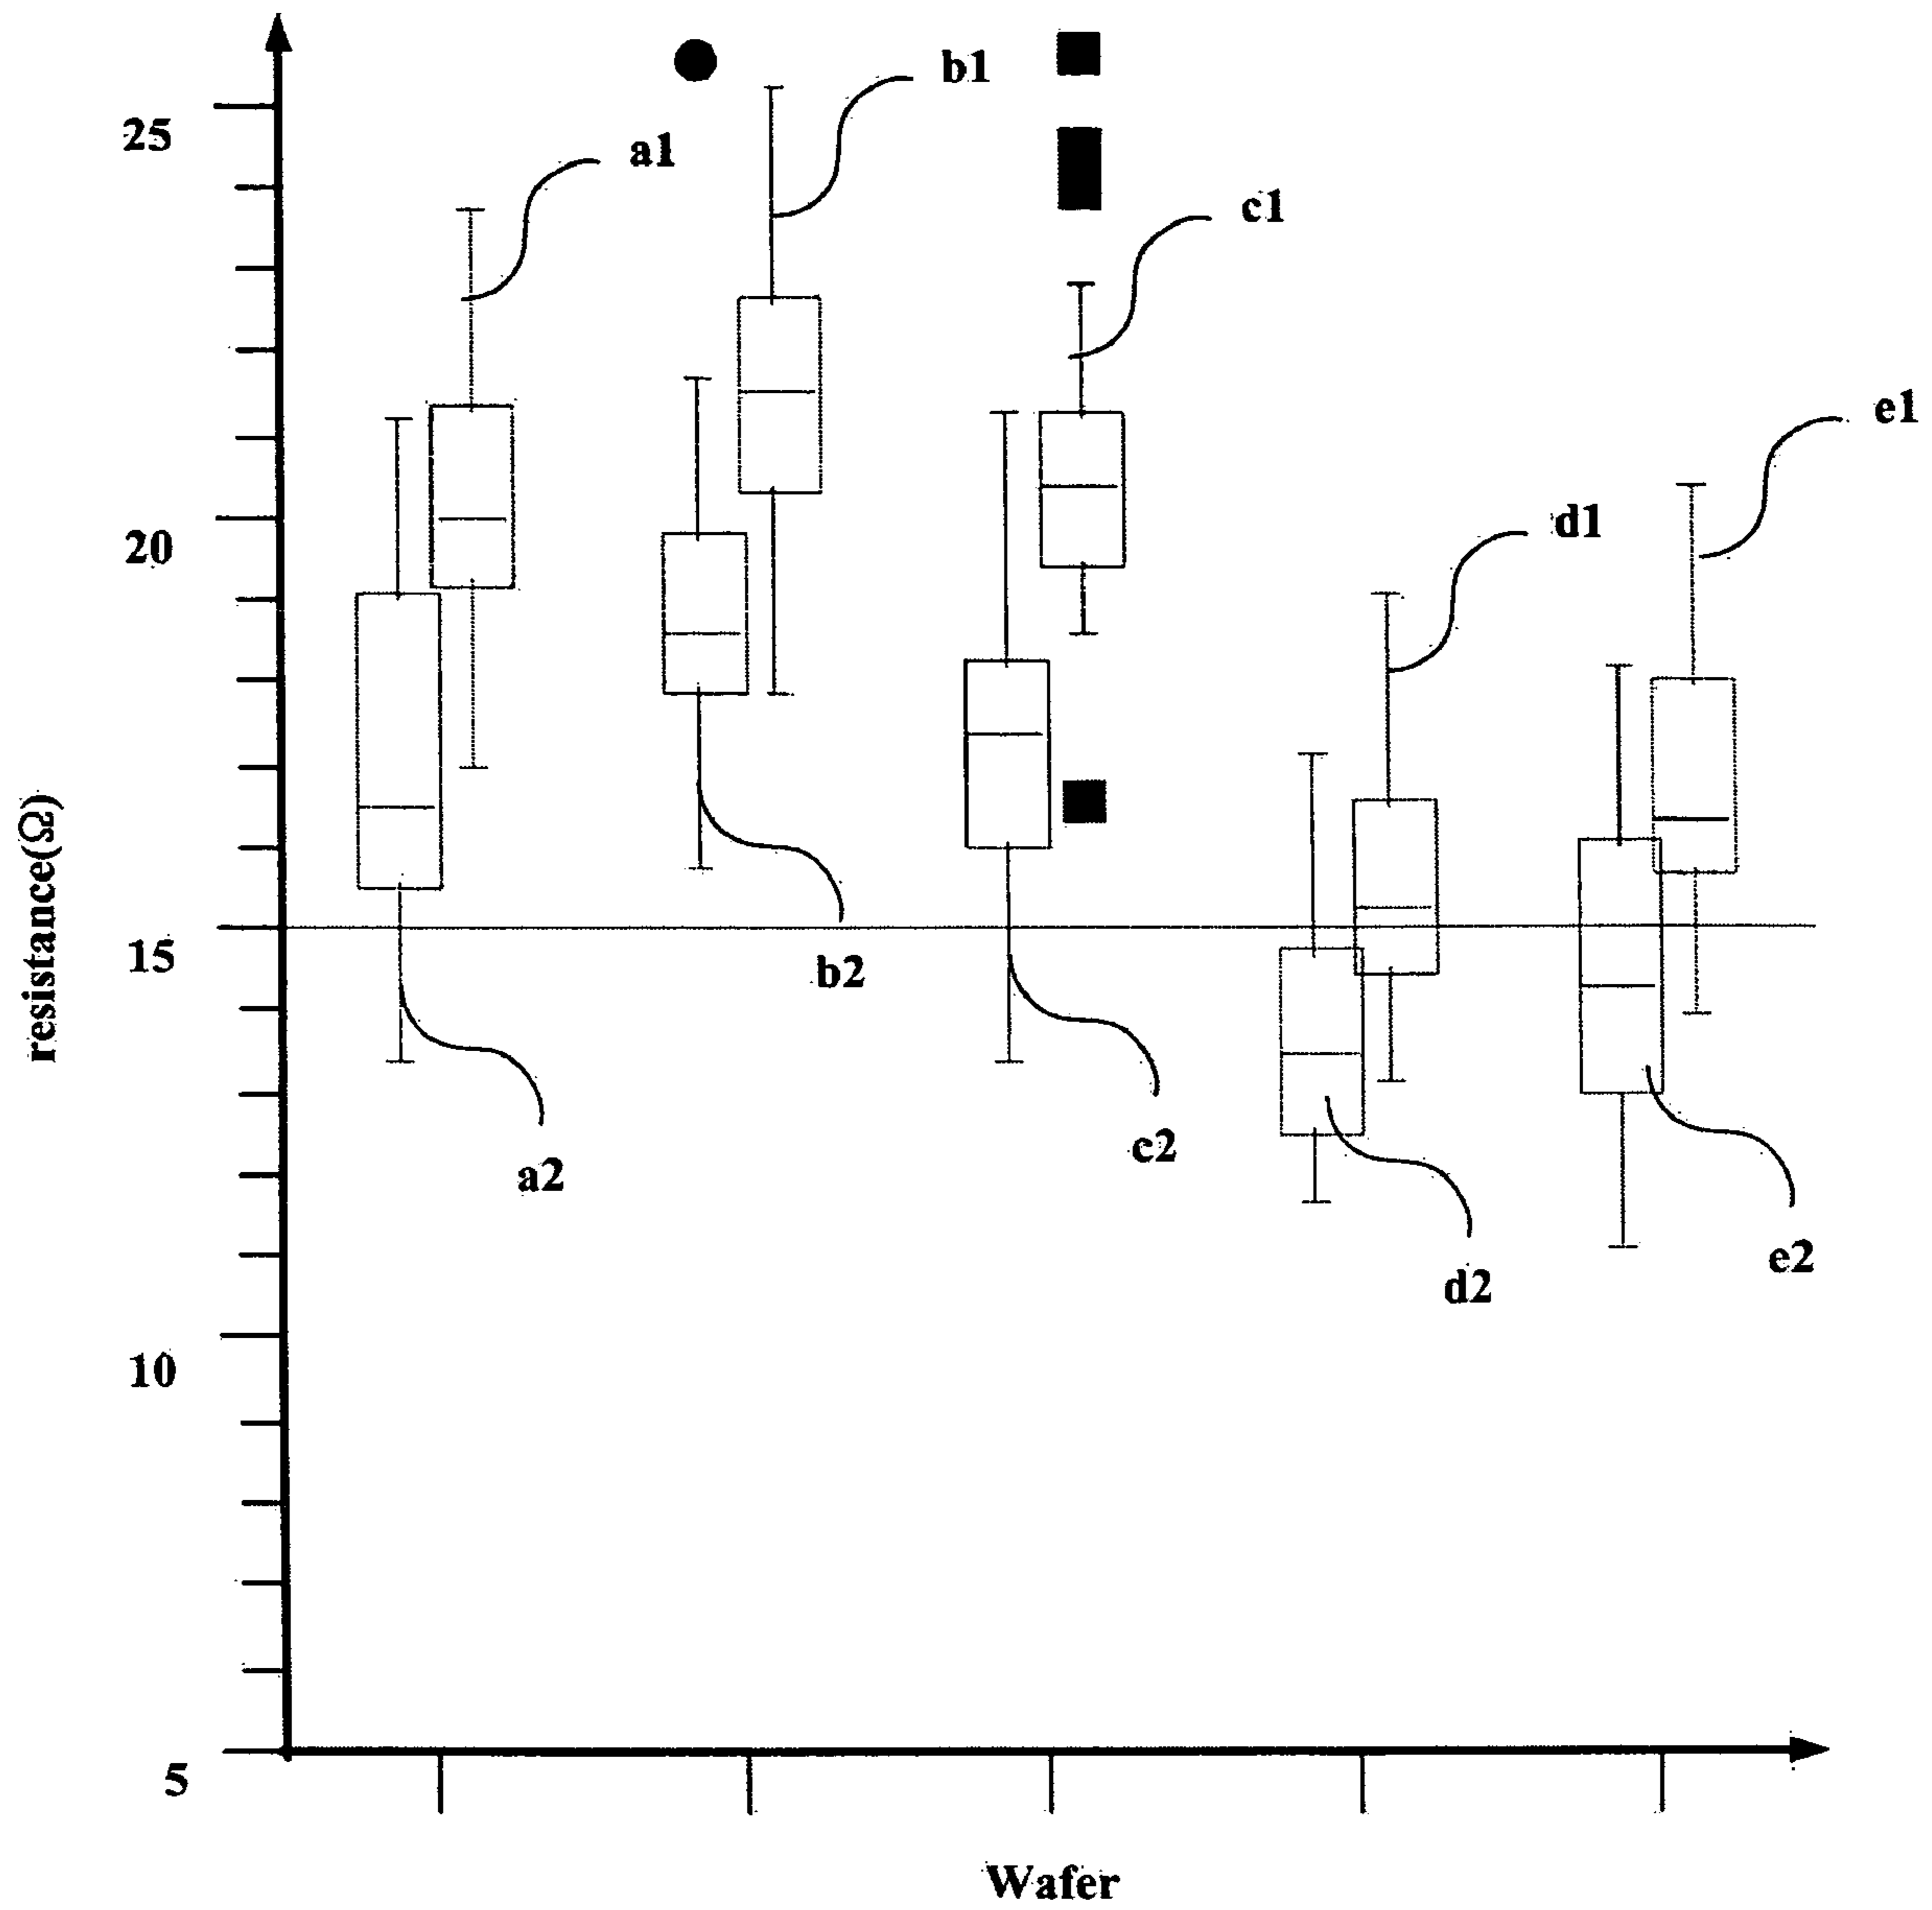 b1
25
a1
c1
e1
d1
20
resistance(Ω)
15
b2
c2
a2
e2
d2
10
5
Wafer